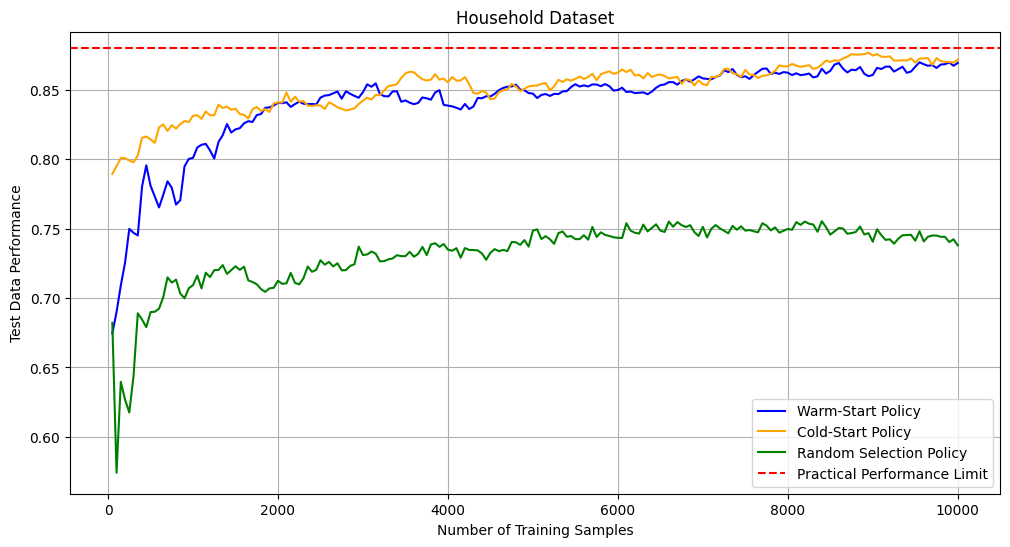 Household Dataset
Test Data Performance
0.85
0.80
0.75
0.70
0.65
0.60
0
2000
4000
6000
8000
10000
Number of Training Samples
Warm-Start Policy
Cold-Start Policy
Random Selection Policy
Practical Performance Limit